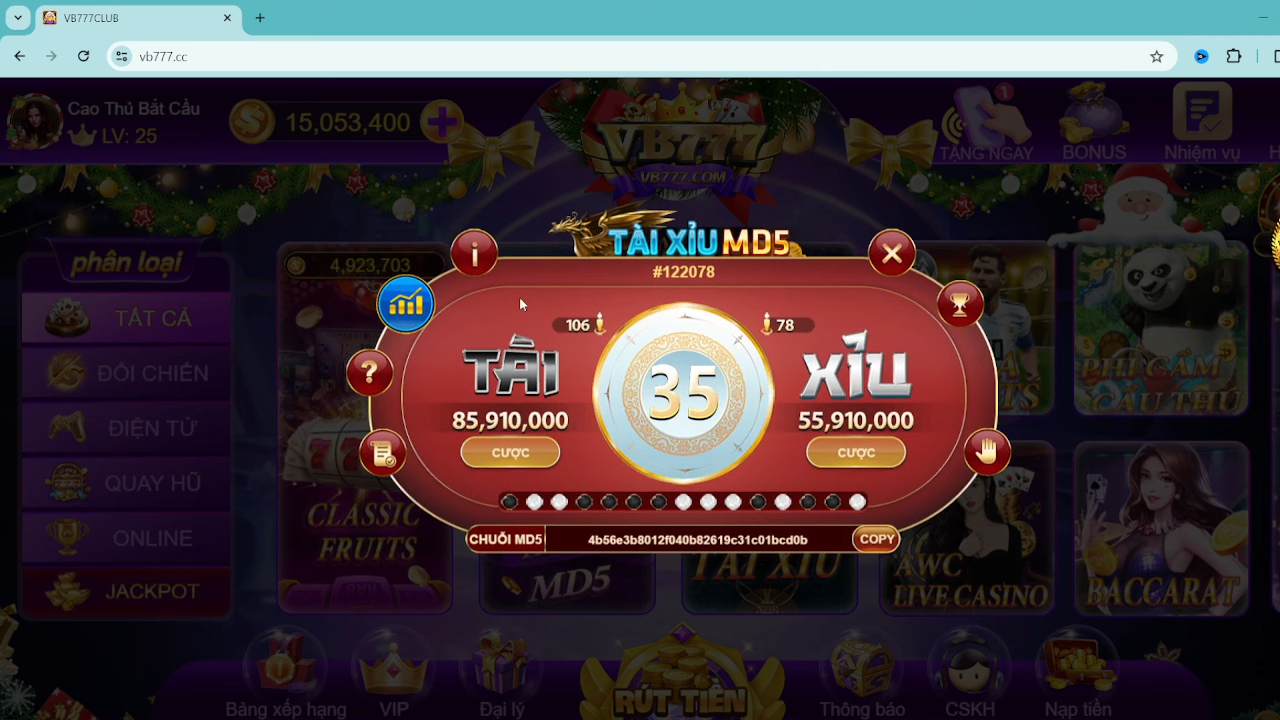 VB777CLUB
vb777.cc
Cao Thủ Bắt Cầu
LV: 25
15,053,400
VB777
VB777.COM
1
TẶNG NGAY
BONUS
Nhiệm vụ
phân loại
TẤT CẢ
ĐỐI CHIẾN
ĐIỆN TỬ
QUAY HŨ
ONLINE
JACKPOT
4,923,703
TÀI XỈU MD5
#122078
106
78
TÀI
35
XỈU
85,910,000
55,910,000
CƯỢC
CƯỢC
CHUỖI MD5
4b56e3b8012f040b82619c31c01bcd0b
COPY
CLASSIC
FRUITS
MD5
TÀI XỈU
AWC
LIVE CASINO
PHI CẦM
CẦU THỦ
BACCARAT
Bảng xếp hạng
VIP
Đại lý
RÚT TIỀN
Thông báo
CSKH
Nạp tiền